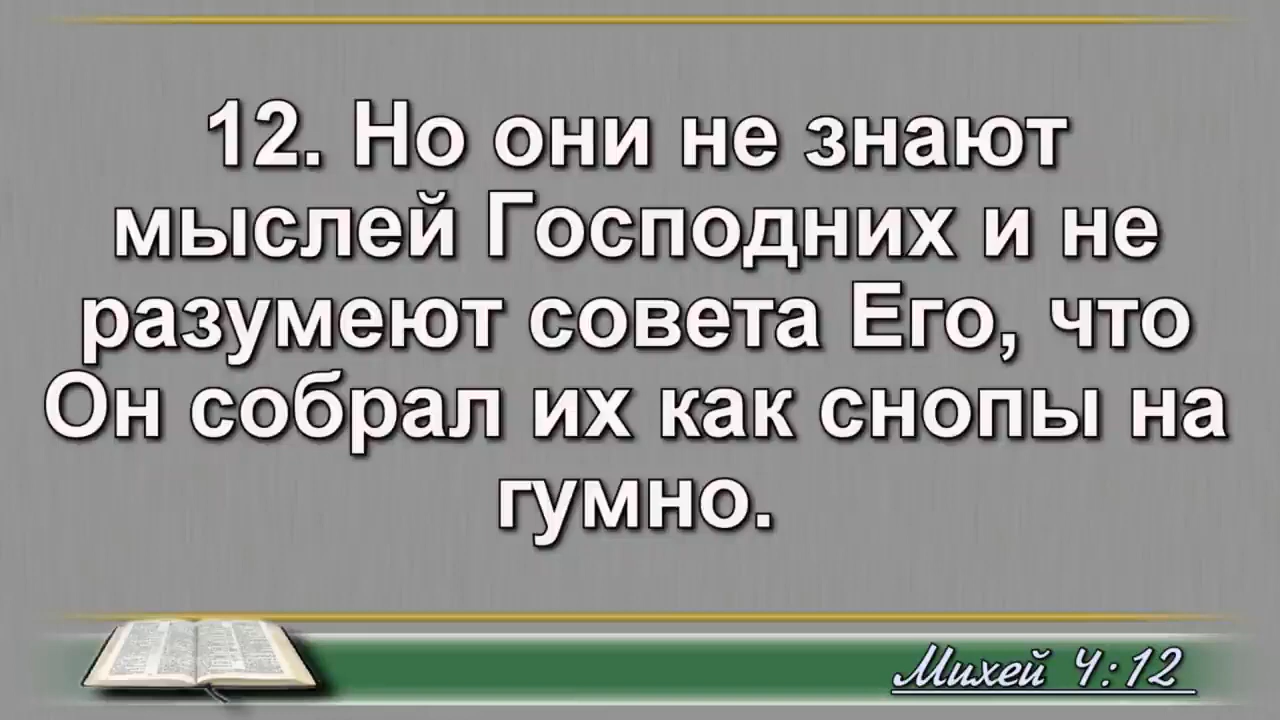 12. Но они не знают
мыслей Господних и не
разумеют совета Его, что
Он собрал их как снопы на
гумно.
Михей 4:12